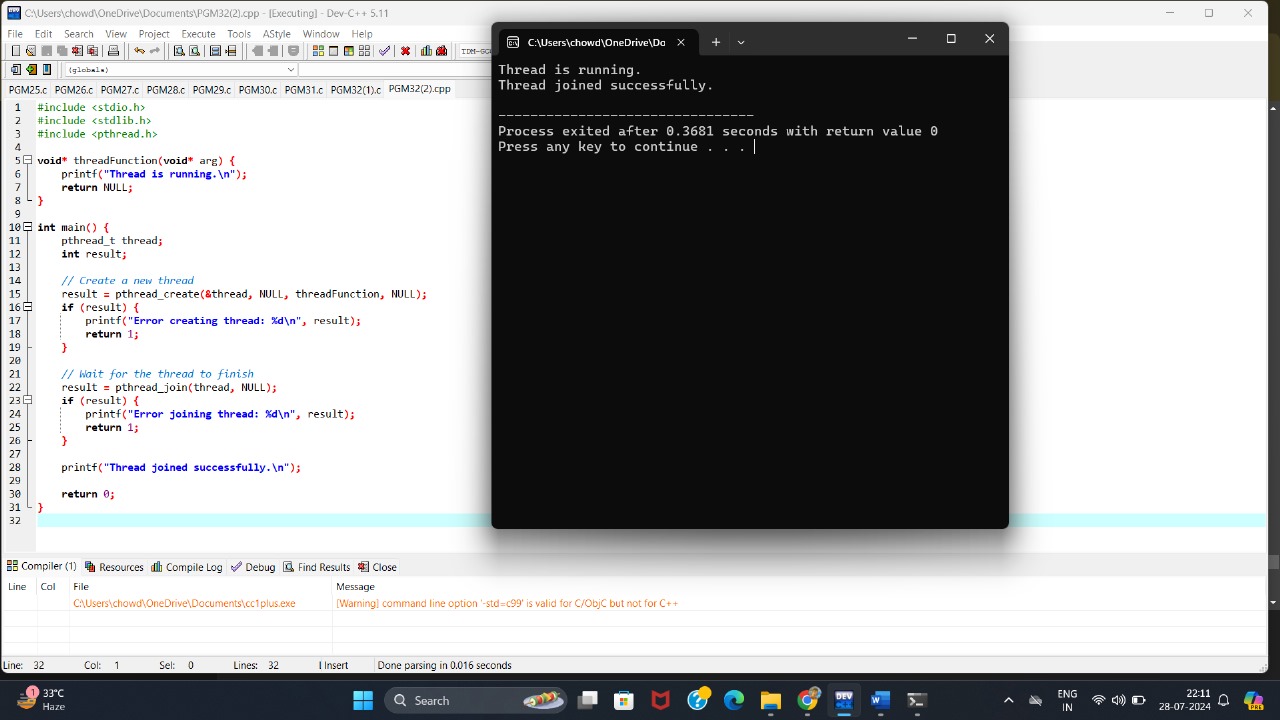 C:\Users\chowd\OneDrive\Documents\PGM32(2).cpp - [Executing] - Dev-C++ 5.11
File Edit Search View Project Execute Tools AStyle Window Help
TDM-GC
(globals)
PGM25.c PGM26.c PGM27.c PGM28.c PGM29.c PGM30.c PGM31.c PGM32(1).c PGM32(2).cpp
1 #include <stdio.h>
2 #include <stdlib.h>
3 #include <pthread.h>
4
5 void* threadFunction(void* arg) {
6 printf("Thread is running.\n");
7 return NULL;
8 }
9
10 int main() {
11 pthread_t thread;
12 int result;
13
14 // Create a new thread
15 result = pthread_create(&thread, NULL, threadFunction, NULL);
16 if (result) {
17 printf("Error creating thread: %d\n", result);
18 return 1;
19 }
20
21 // Wait for the thread to finish
22 result = pthread_join(thread, NULL);
23 if (result) {
24 printf("Error joining thread: %d\n", result);
25 return 1;
26 }
27
28 printf("Thread joined successfully.\n");
29
30 return 0;
31 }
32
C:\Users\chowd\OneDrive\Do
Thread is running.
Thread joined successfully.
--------------------------------
Process exited after 0.3681 seconds with return value 0
Press any key to continue . . .
Compiler (1) Resources Compile Log Debug Find Results Close
Line Col File Message
C:\Users\chowd\OneDrive\Documents\cc1plus.exe [Warning] command line option '-std=c99' is valid for C/ObjC but not for C++
Line: 32 Col: 1 Sel: 0 Lines: 32 Insert Done parsing in 0.016 seconds
1
33°C
Haze
Search
DEV
ENG
IN
22:11
28-07-2024
PRE